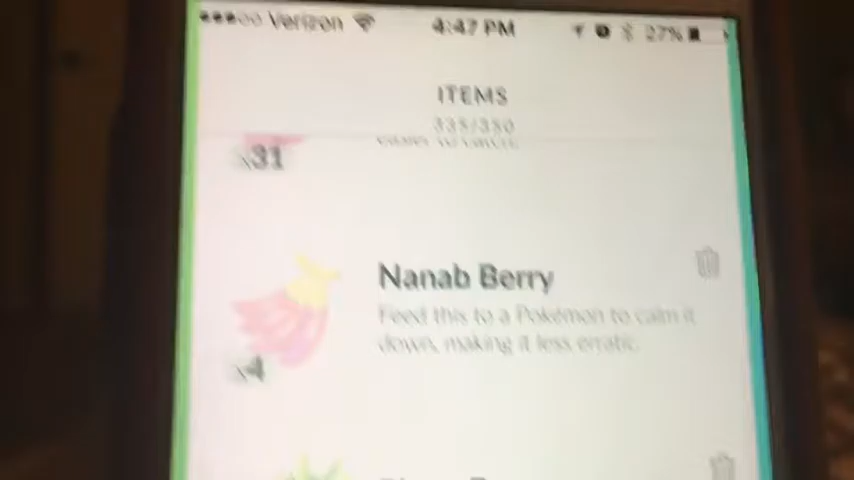 Verizon 4:47 PM 27%
ITEMS
335/350
x31
Nanab Berry
Feed this to a Pokémon to calm it
down, making it less erratic.
x4